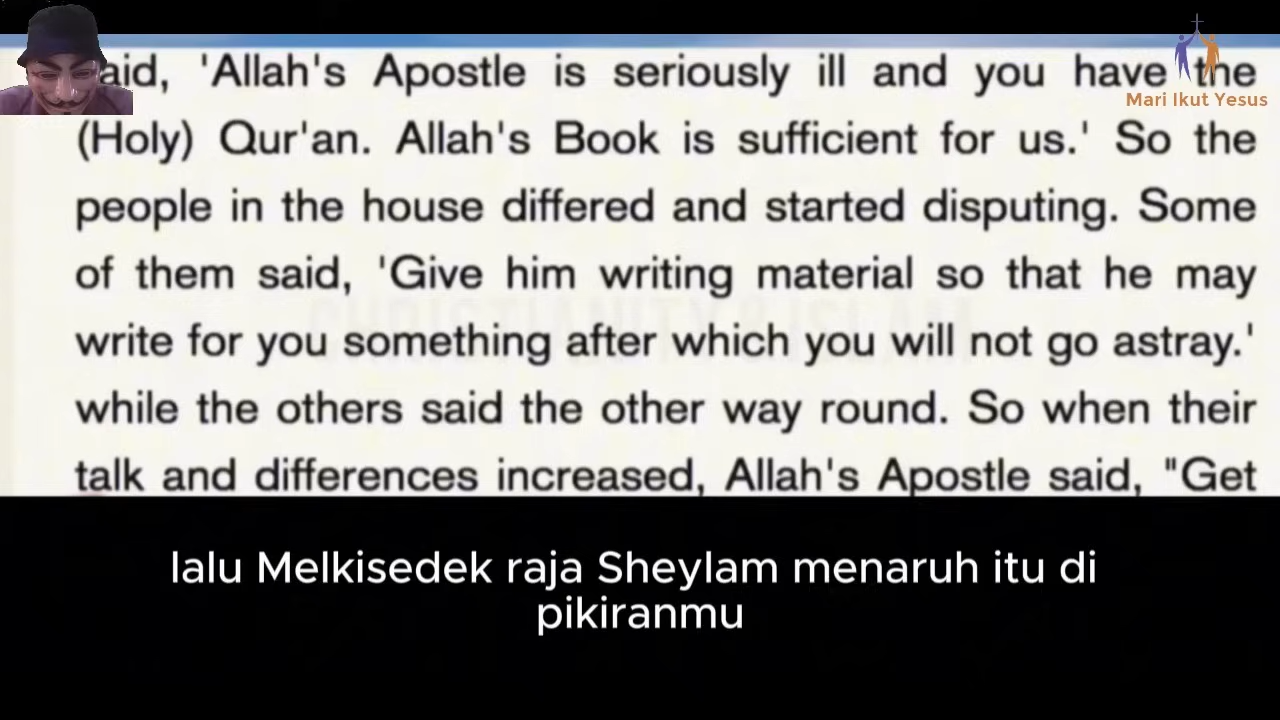 aid, 'Allah's Apostle is seriously ill and you have the
Mari Ikut Yesus
(Holy) Qur'an. Allah's Book is sufficient for us.' So the
people in the house differed and started disputing. Some
of them said, 'Give him writing material so that he may
write for you something after which you will not go astray.'
while the others said the other way round. So when their
talk and differences increased, Allah's Apostle said, "Get
lalu Melkisedek raja Sheylam menaruh itu di
pikiranmu